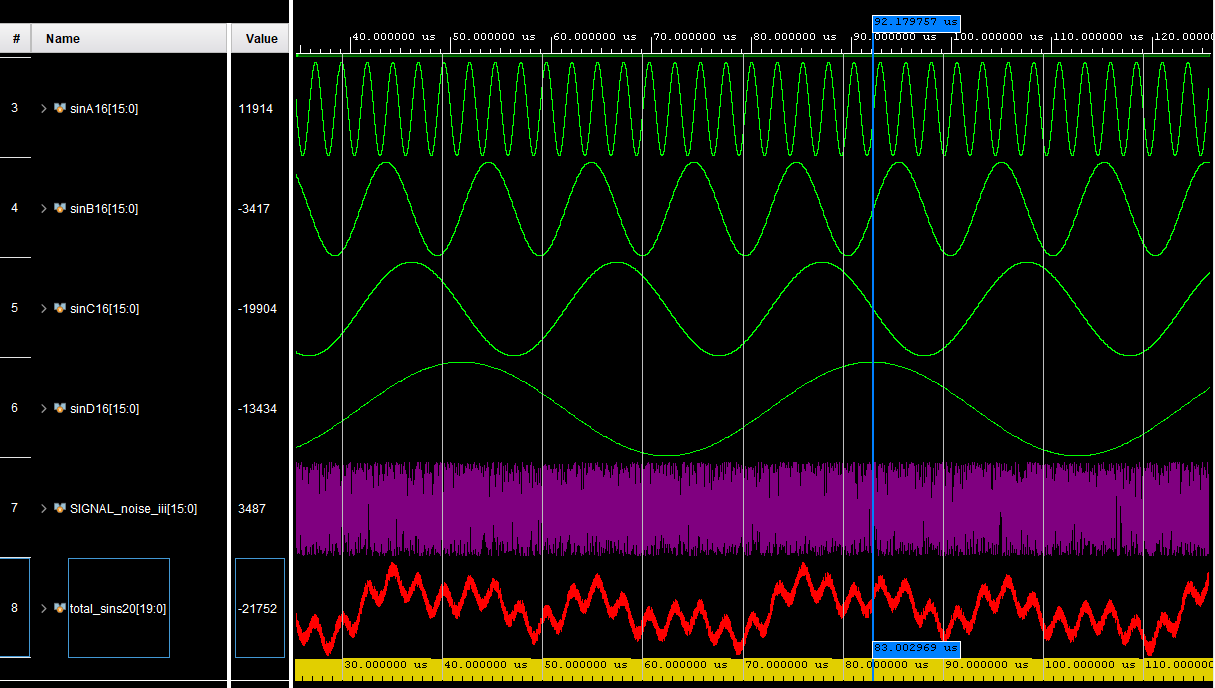 92.179757 us
# Name Value
40.000000 us 50.000000 us 60.000000 us 70.000000 us 80.000000 us 90.000000 us 100.000000 us 110.000000 us 120.000
3 sinA16[15:0] 11914
4 sinB16[15:0] -3417
5 sinC16[15:0] -19904
6 sinD16[15:0] -13434
7 SIGNAL_noise_iii[15:0] 3487
8 total_sins20[19:0] -21752
83.002969 us
30.000000 us 40.000000 us 50.000000 us 60.000000 us 70.000000 us 80.000000 us 90.000000 us 100.000000 us 110.000